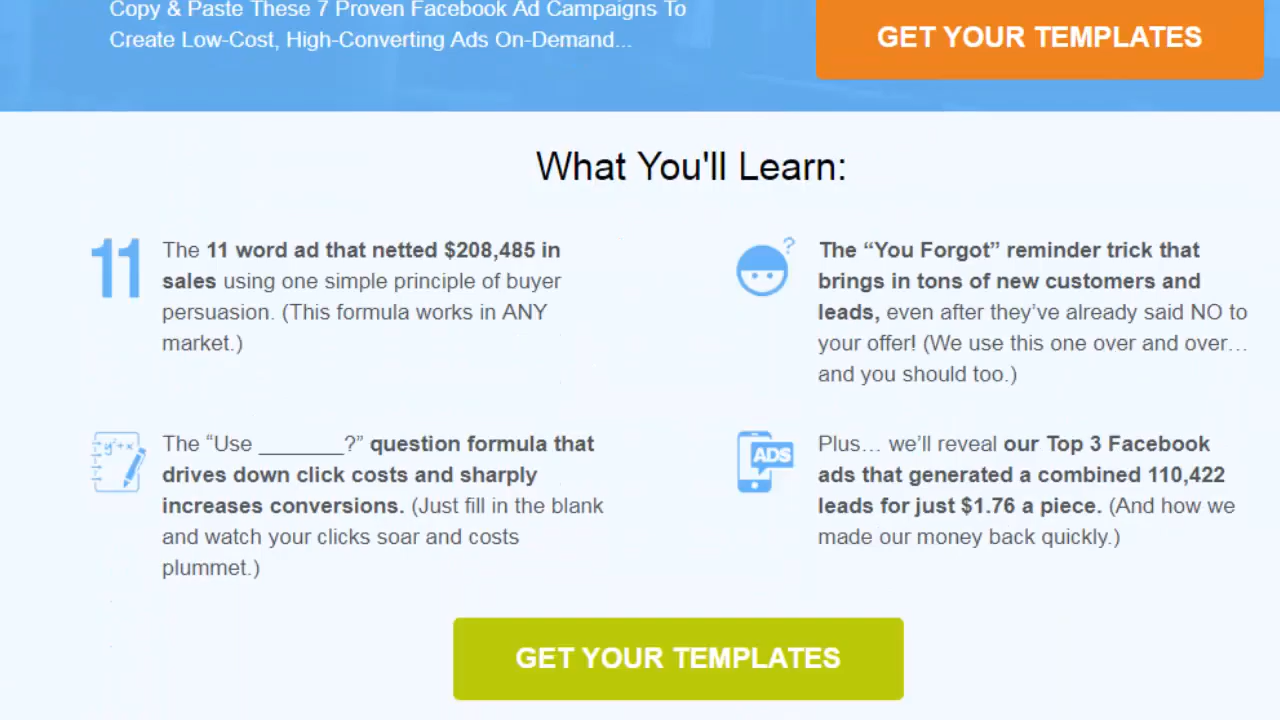 Copy & Paste These 7 Proven Facebook Ad Campaigns To
Create Low-Cost, High-Converting Ads On-Demand...
GET YOUR TEMPLATES
What You'll Learn:
11
The 11 word ad that netted $208,485 in
sales using one simple principle of buyer
persuasion. (This formula works in ANY
market.)
?
The “You Forgot” reminder trick that
brings in tons of new customers and
leads, even after they’ve already said NO to
your offer! (We use this one over and over…
and you should too.)
y²+x²
The “Use _______?” question formula that
drives down click costs and sharply
increases conversions. (Just fill in the blank
and watch your clicks soar and costs
plummet.)
ADS
Plus… we’ll reveal our Top 3 Facebook
ads that generated a combined 110,422
leads for just $1.76 a piece. (And how we
made our money back quickly.)
GET YOUR TEMPLATES